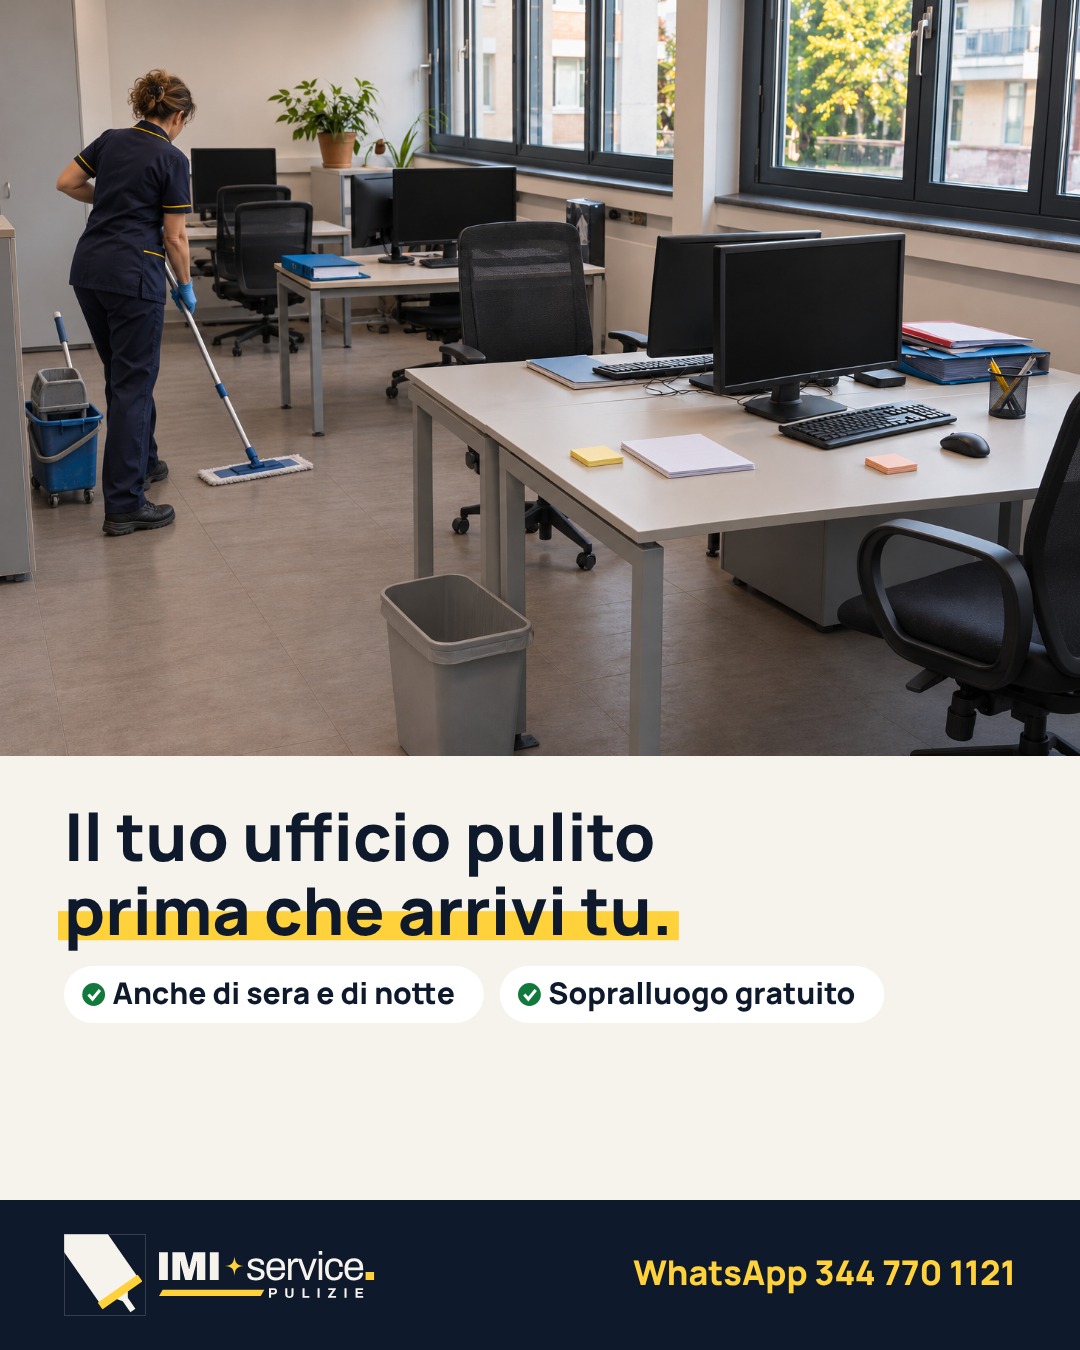 Il tuo ufficio pulito
prima che arrivi tu.
Anche di sera e di notte
Sopralluogo gratuito
IMI service.
PULIZIE
WhatsApp 344 770 1121